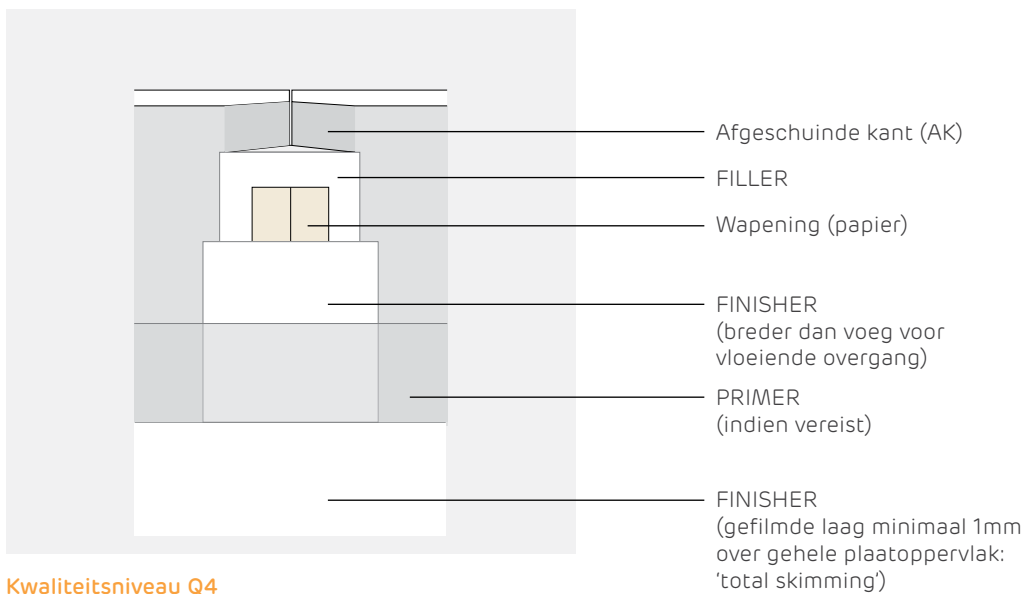 Afgeschuinde kant (AK)
FILLER
Wapening (papier)
FINISHER
(breder dan voeg voor
vloeiende overgang)
PRIMER
(indien vereist)
FINISHER
(gefilmde laag minimaal 1mm
over gehele plaatoppervlak:
‘total skimming’)
Kwaliteitsniveau Q4